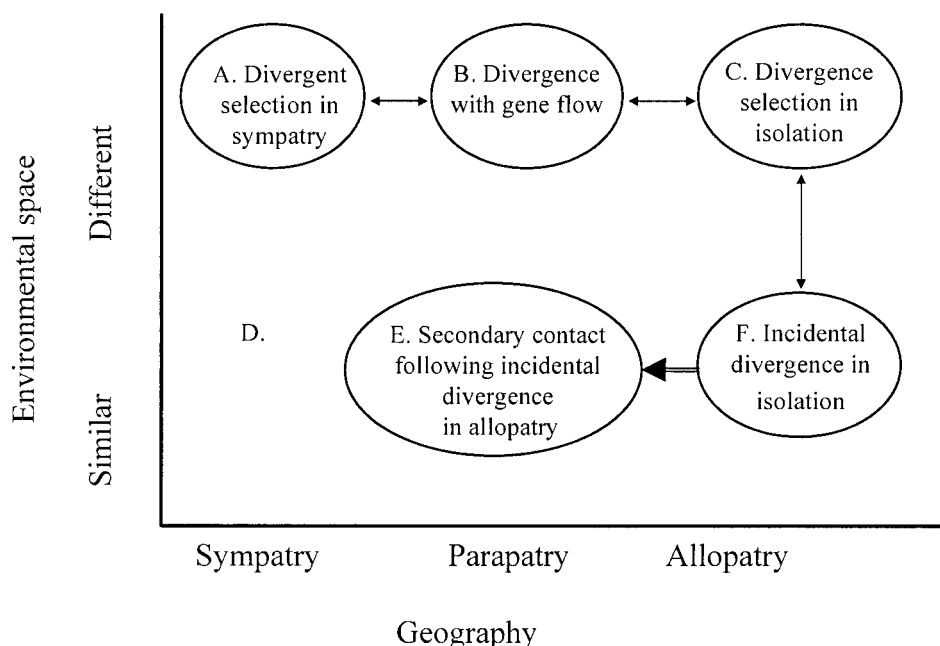 A. Divergent
selection in
sympatry
B. Divergence
with gene flow
C. Divergence
selection in
isolation
Environmental space
Different
Similar
D.
E. Secondary contact
following incidental
divergence
in allopatry
F. Incidental
divergence in
isolation
Sympatry
Parapatry
Allopatry
Geography